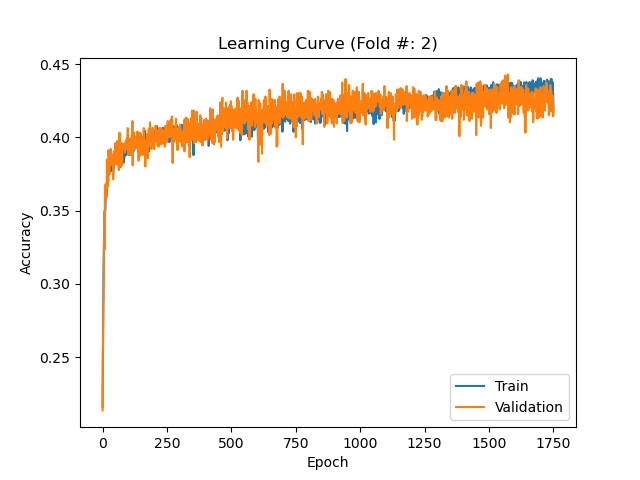 Learning Curve (Fold #: 2)
0.45
0.40
0.35
0.30
0.25
Accuracy
0 250 500 750 1000 1250 1500 1750
Epoch
Train
Validation